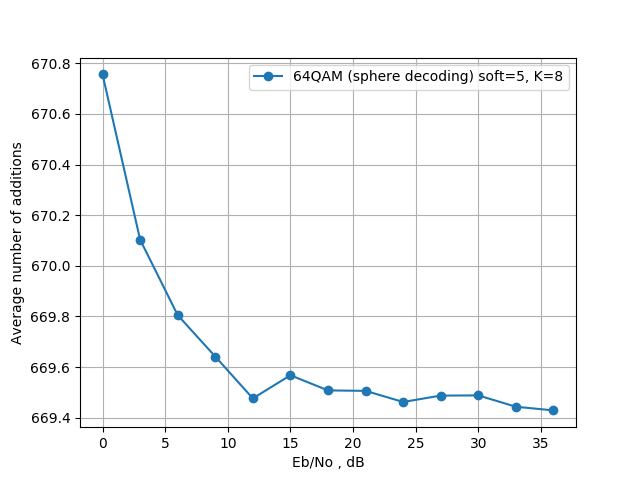 64QAM (sphere decoding) soft=5, K=8
Average number of additions
670.8
670.6
670.4
670.2
670.0
669.8
669.6
669.4
0 5 10 15 20 25 30 35
Eb/No , dB